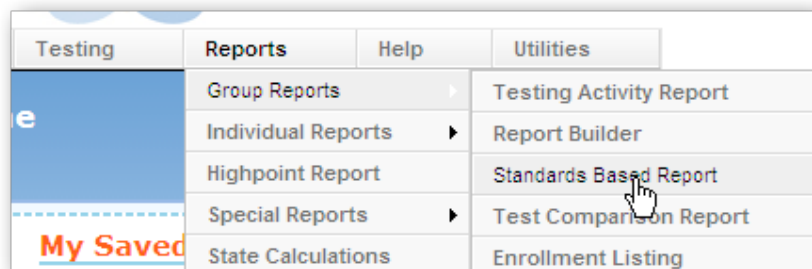 Testing Reports Help Utilities
Group Reports Testing Activity Report
e
Individual Reports Report Builder
Highpoint Report Standards Based Report
Special Reports Test Comparison Report
My Saved State Calculations Enrollment Listing